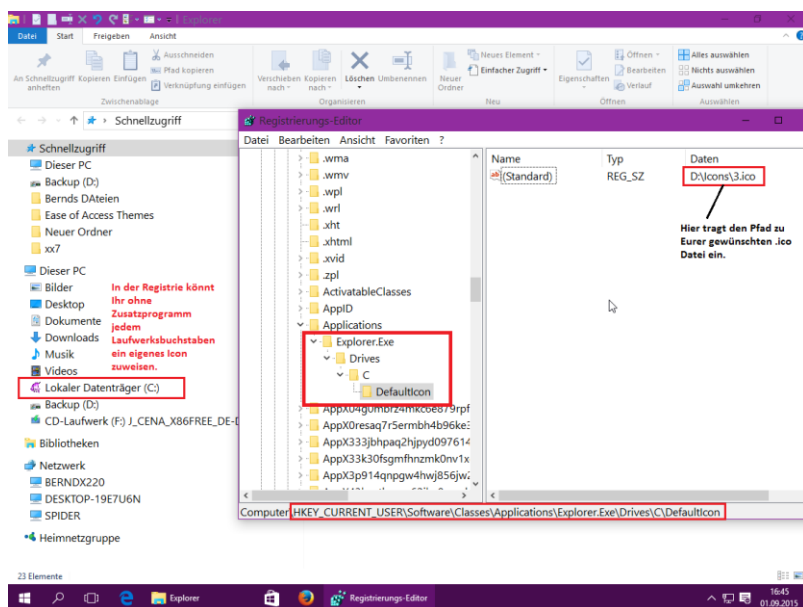 Explorer
Datei Start Freigeben Ansicht
An Schnellzugriff anheften
Kopieren
Einfügen
Ausschneiden
Pfad kopieren
Verknüpfung einfügen
Zwischenablage
Verschieben nach
Kopieren nach
Löschen
Umbenennen
Organisieren
Neuer Ordner
Neues Element
Einfacher Zugriff
Neu
Eigenschaften
Öffnen
Bearbeiten
Verlauf
Öffnen
Alles auswählen
Nichts auswählen
Auswahl umkehren
Auswählen
Schnellzugriff
Schnellzugriff
Dieser PC
Backup (D:)
Bernds DAteien
Ease of Access Themes
Neuer Ordner
xx7
Dieser PC
Bilder
Desktop
Dokumente
Downloads
Musik
Videos
Lokaler Datenträger (C:)
Backup (D:)
CD-Laufwerk (F:) J_CENA_X86FREE_DE-D
Bibliotheken
Netzwerk
BERNDX220
DESKTOP-19E7U6N
SPIDER
Heimnetzgruppe
23 Elemente
In der Registrie könnt
Ihr ohne
Zusatzprogramm
jedem
Laufwerksbuchstaben
ein eigenes Icon
zuweisen.
Registrierungs-Editor
Datei Bearbeiten Ansicht Favoriten ?
.wma
.wmv
.wpl
.wrl
.xht
.xhtml
.xvid
.zpl
ActivatableClasses
AppID
Applications
Explorer.Exe
Drives
C
DefaultIcon
AppX0resaq7r5ermbh4b96ke3
AppX333jbhpaq2hjpyd097614
AppX33k30fsgmfhnzmk0nv1x
AppX3p914qnpgw4hwj856jw2
Name Typ Daten
(Standard) REG_SZ D:\Icons\3.ico
Hier tragt den Pfad zu
Eurer gewünschten .ico
Datei ein.
Computer\HKEY_CURRENT_USER\Software\Classes\Applications\Explorer.Exe\Drives\C\DefaultIcon
Explorer
Registrierungs-Editor
16:45
01.09.2015